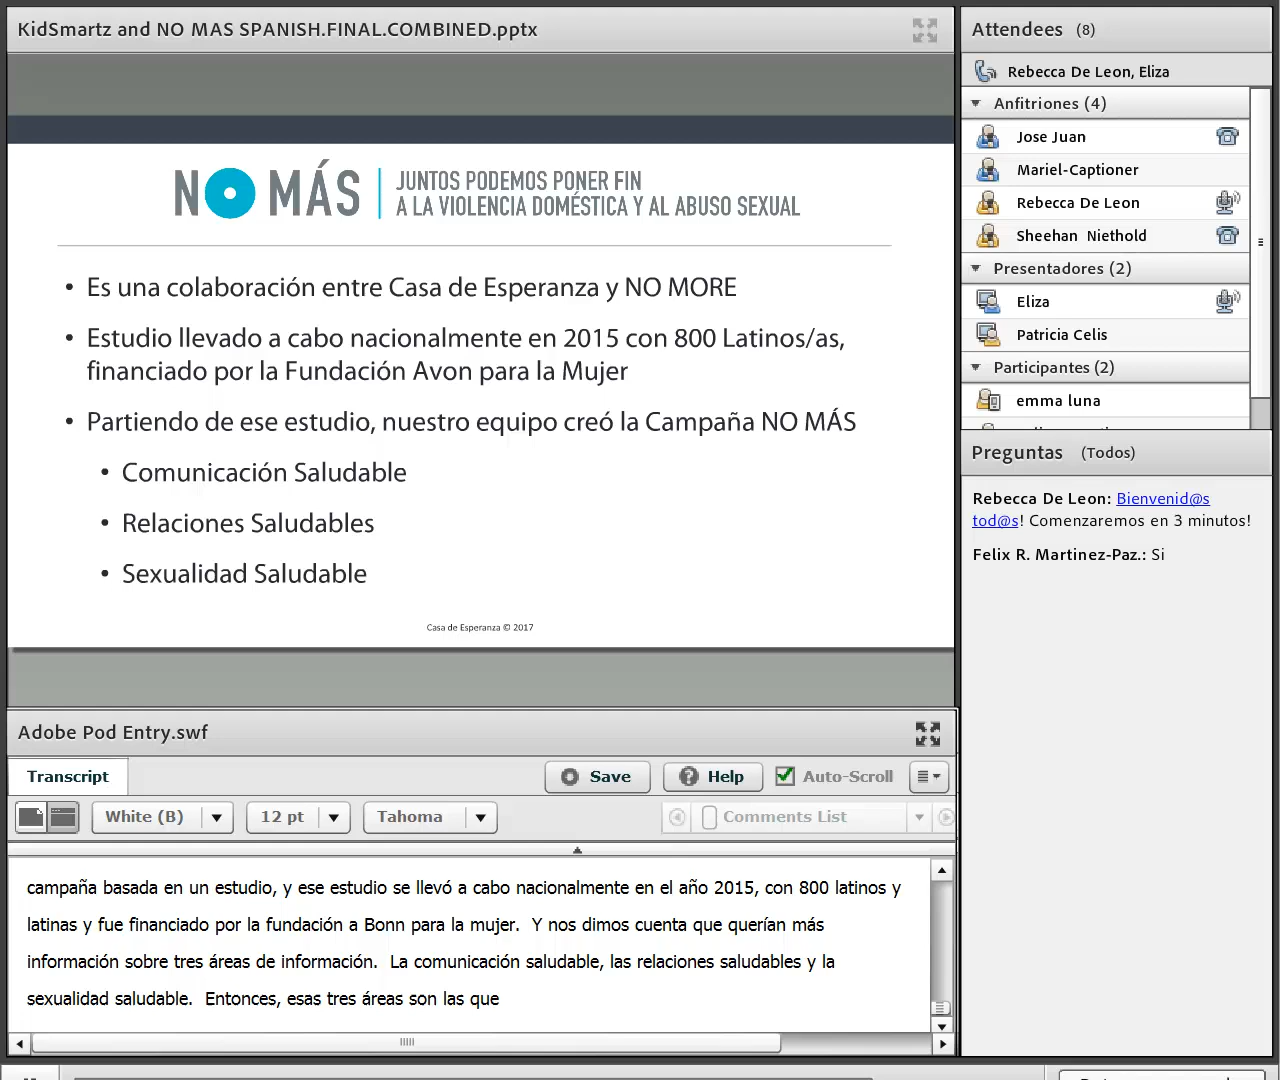 KidSmartz and NO MAS SPANISH.FINAL.COMBINED.pptx
NO MÁS
JUNTOS PODEMOS PONER FIN
A LA VIOLENCIA DOMÉSTICA Y AL ABUSO SEXUAL
• Es una colaboración entre Casa de Esperanza y NO MORE
• Estudio llevado a cabo nacionalmente en 2015 con 800 Latinos/as,
financiado por la Fundación Avon para la Mujer
• Partiendo de ese estudio, nuestro equipo creó la Campaña NO MÁS
• Comunicación Saludable
• Relaciones Saludables
• Sexualidad Saludable
Casa de Esperanza © 2017
Adobe Pod Entry.swf
Transcript
Save
Help
Auto-Scroll
White (B)
12 pt
Tahoma
Comments List
campaña basada en un estudio, y ese estudio se llevó a cabo nacionalmente en el año 2015, con 800 latinos y
latinas y fue financiado por la fundación a Bonn para la mujer.  Y nos dimos cuenta que querían más
información sobre tres áreas de información.  La comunicación saludable, las relaciones saludables y la
sexualidad saludable.  Entonces, esas tres áreas son las que
Attendees (8)
Rebecca De Leon, Eliza
Anfitriones (4)
Jose Juan
Mariel-Captioner
Rebecca De Leon
Sheehan Niethold
Presentadores (2)
Eliza
Patricia Celis
Participantes (2)
emma luna
Preguntas (Todos)
Rebecca De Leon: Bienvenid@s
tod@s! Comenzaremos en 3 minutos!
Felix R. Martinez-Paz.: Si